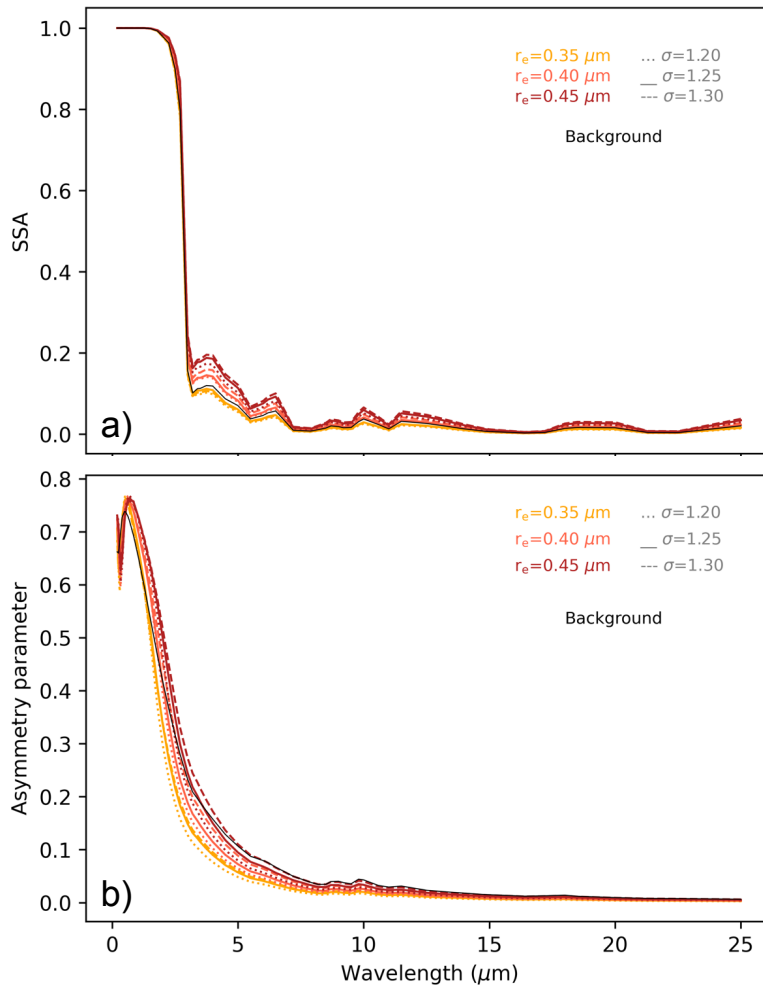 1.0
0.8
0.6
0.4
0.2
0.0
SSA
r_e=0.35 μm ... σ=1.20
r_e=0.40 μm __ σ=1.25
r_e=0.45 μm --- σ=1.30
Background
a)
0.8
0.7
0.6
0.5
0.4
0.3
0.2
0.1
0.0
Asymmetry parameter
r_e=0.35 μm ... σ=1.20
r_e=0.40 μm __ σ=1.25
r_e=0.45 μm --- σ=1.30
Background
b)
0 5 10 15 20 25
Wavelength (μm)